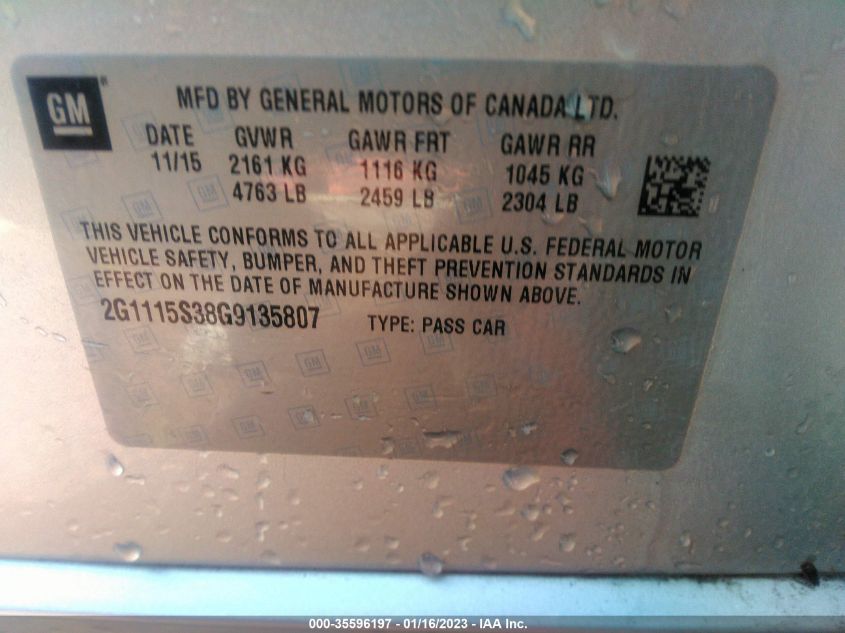 GM ®
MFD BY GENERAL MOTORS OF CANADA LTD.
DATE GVWR GAWR FRT GAWR RR
11/15 2161 KG 1116 KG 1045 KG
4763 LB 2459 LB 2304 LB
THIS VEHICLE CONFORMS TO ALL APPLICABLE U.S. FEDERAL MOTOR
VEHICLE SAFETY, BUMPER, AND THEFT PREVENTION STANDARDS IN
EFFECT ON THE DATE OF MANUFACTURE SHOWN ABOVE.
2G1115S38G9135807 TYPE: PASS CAR
000-35596197 - 01/16/2023 - IAA Inc.